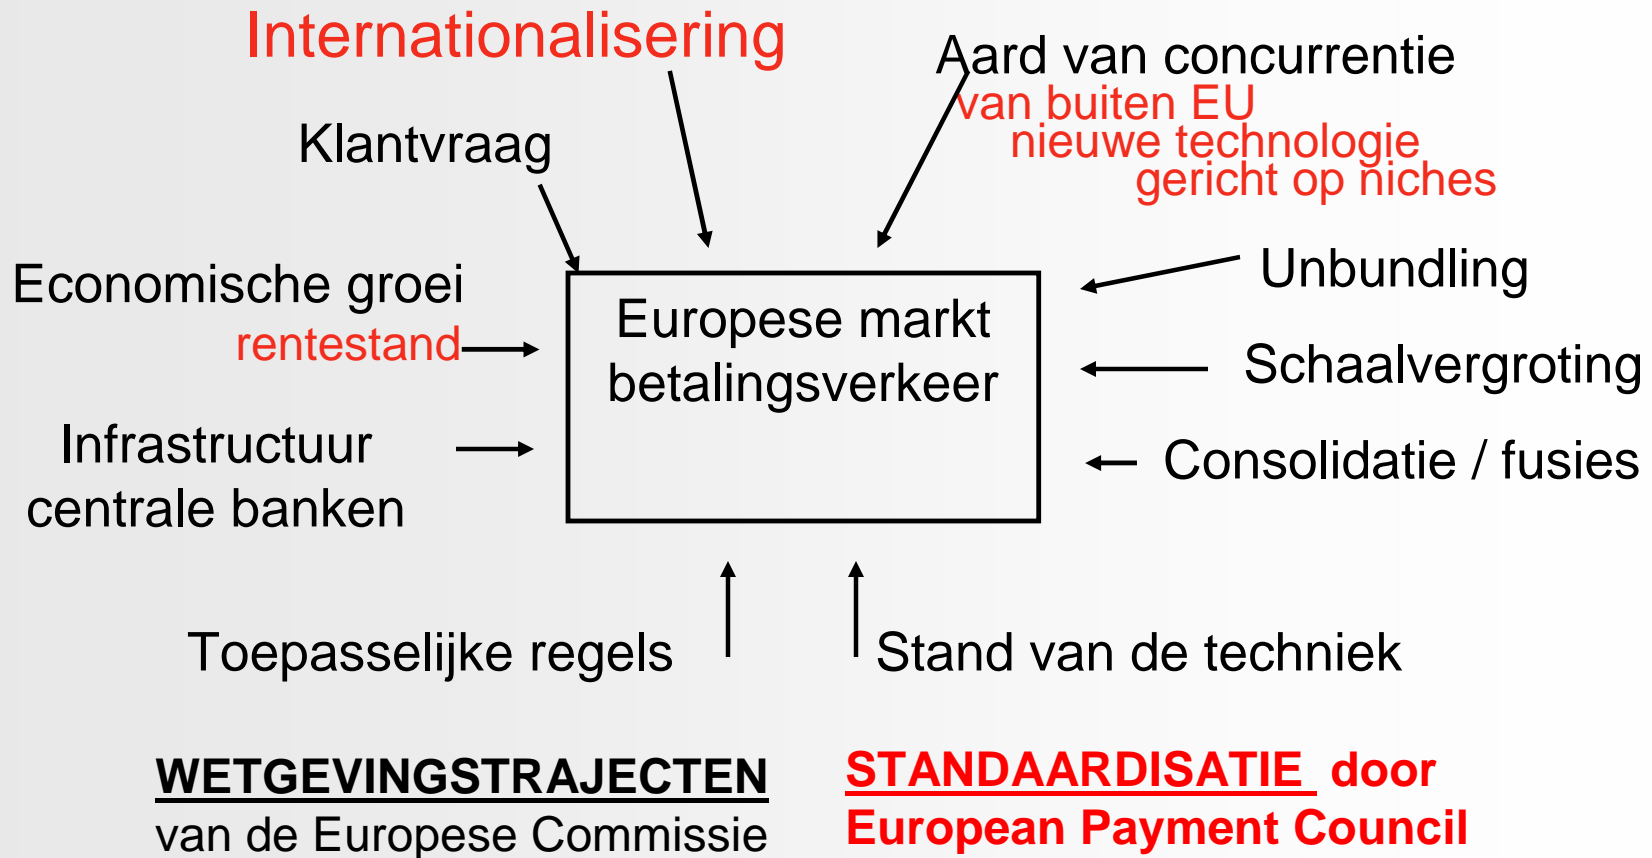 Internationalisering
Aard van concurrentie
van buiten EU
nieuwe technologie
gericht op niches
Klantvraag
Economische groei
rentestand
Infrastructuur
centrale banken
Europese markt
betalingsverkeer
Unbundling
Schaalvergroting
Consolidatie / fusies
Toepasselijke regels
Stand van de techniek
WETGEVINGSTRAJECTEN
van de Europese Commissie
STANDAARDISATIE door
European Payment Council